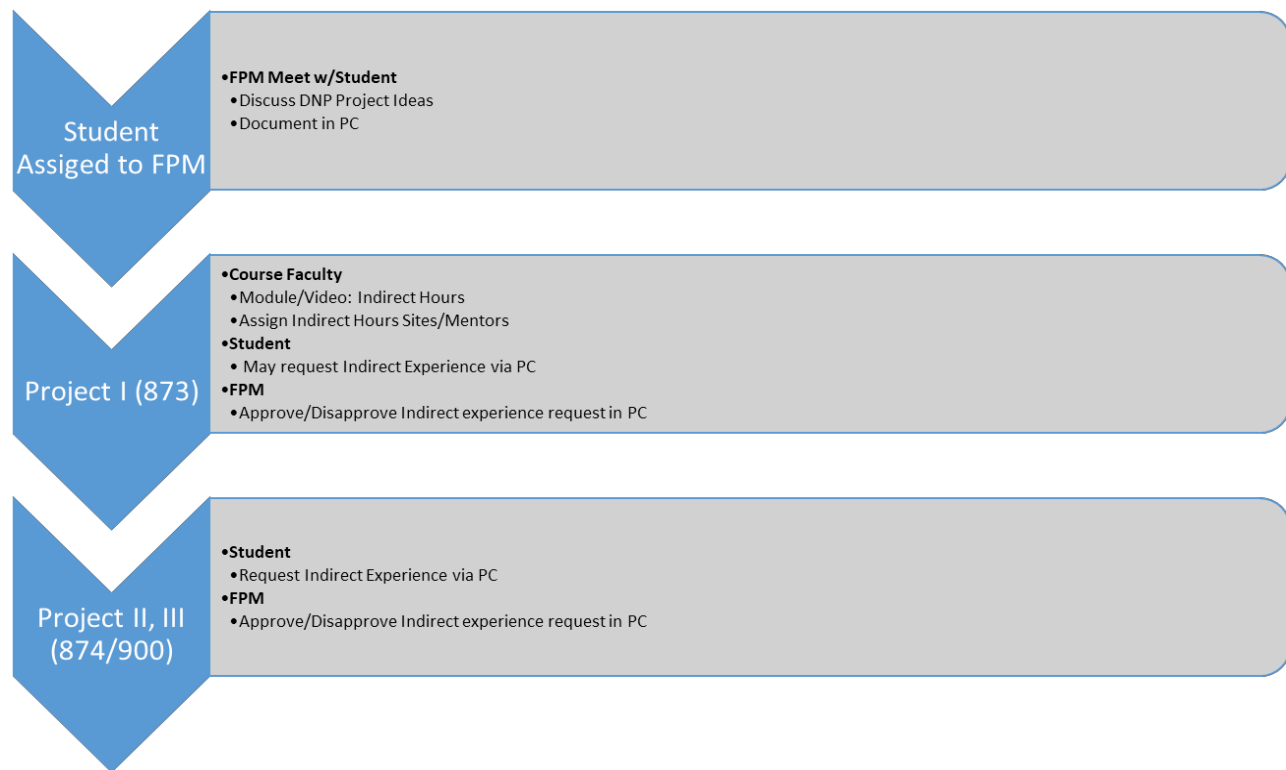 Student
Assiged to FPM
•FPM Meet w/Student
•Discuss DNP Project Ideas
•Document in PC
Project I (873)
•Course Faculty
•Module/Video: Indirect Hours
•Assign Indirect Hours Sites/Mentors
•Student
• May request Indirect Experience via PC
•FPM
•Approve/Disapprove Indirect experience request in PC
Project II, III
(874/900)
•Student
•Request Indirect Experience via PC
•FPM
•Approve/Disapprove Indirect experience request in PC